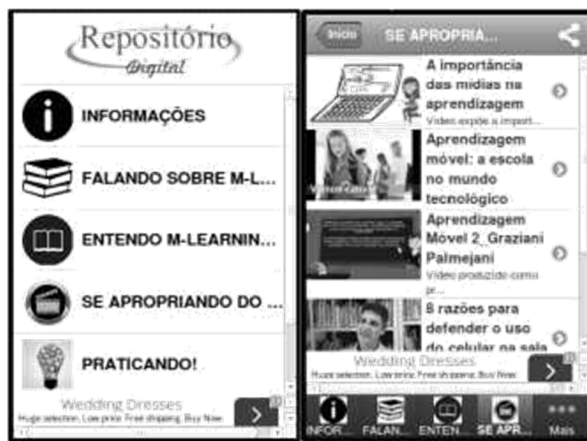 Repositório
digital
INFORMAÇÕES
FALANDO SOBRE M-L...
ENTENDO M-LEARNIN...
SE APROPRIANDO DO ...
PRATICANDO!
Wedding Dresses
Huge selection. Low price. Free shipping. Buy Now.
Início
SE APROPRIA...
A importância
das mídias na
aprendizagem
Vídeo expõe a import...
Aprendizagem
móvel: a escola
no mundo
tecnológico
Aprendizagem
Móvel 2_Graziani
Palmejani
Vídeo produzido como
pr...
8 razões para
defender o uso
do celular na sala
Wedding Dresses
Huge selection. Low price. Free shipping. Buy Now.
INFOR...
FALAN...
ENTEN...
SE APR...
Mais